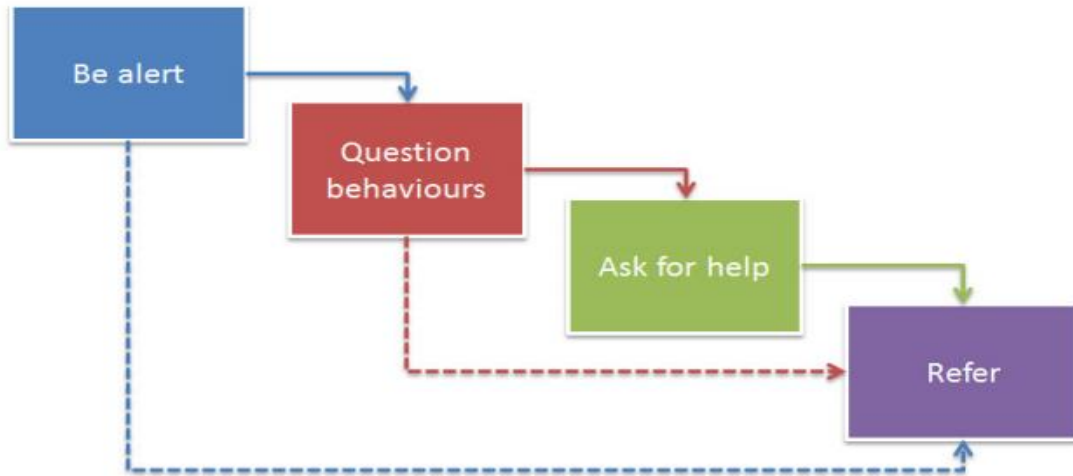 Be alert
Question
behaviours
Ask for help
Refer